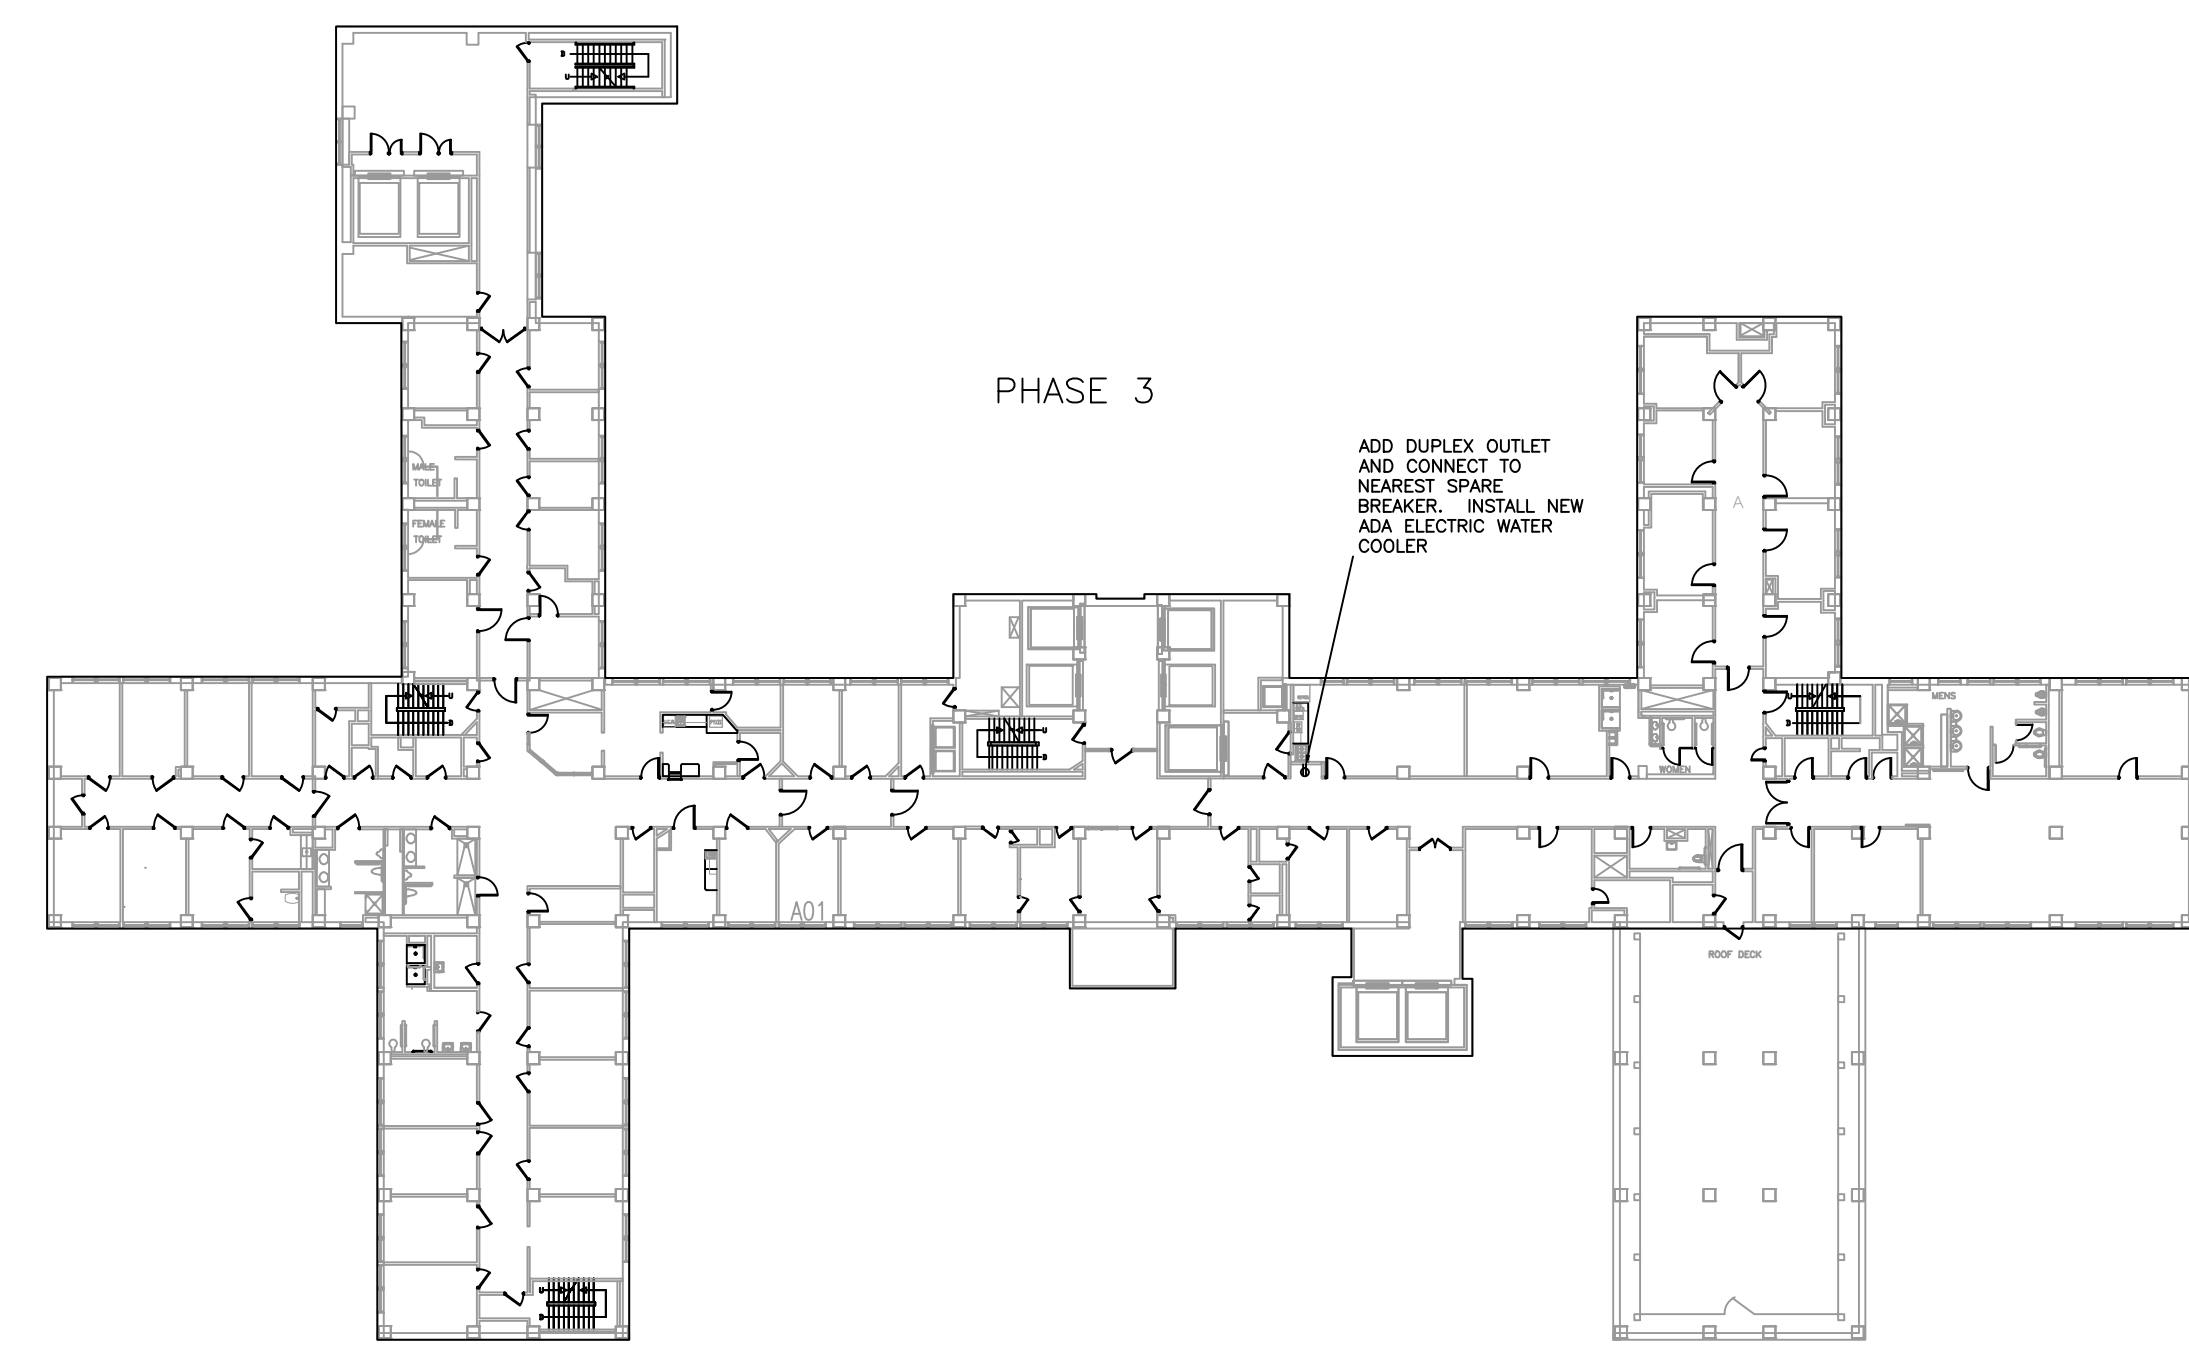 D
U
PHASE 3
ADD DUPLEX OUTLET
AND CONNECT TO
NEAREST SPARE
BREAKER. INSTALL NEW
ADA ELECTRIC WATER
COOLER
MALE
TOILET
A
FEMALE
TOILET
U
D
U
D
U
D
MENS
WOMEN
A01
ROOF DECK
U
D